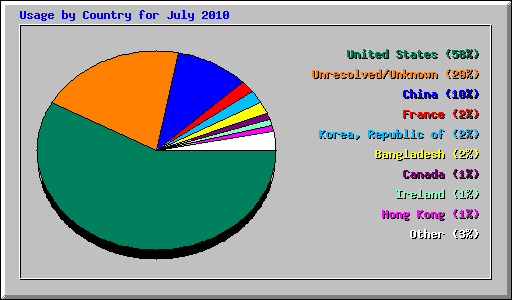 Usage by Country for July 2010
United States (58%)
Unresolved/Unknown (20%)
China (10%)
France (2%)
Korea, Republic of (2%)
Bangladesh (2%)
Canada (1%)
Ireland (1%)
Hong Kong (1%)
Other (3%)